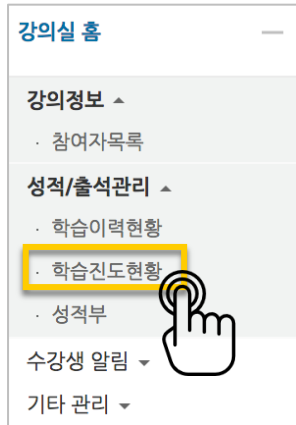 강의실 홈
강의정보
· 참여자목록
성적/출석관리
· 학습이력현황
· 학습진도현황
· 성적부
수강생 알림
기타 관리